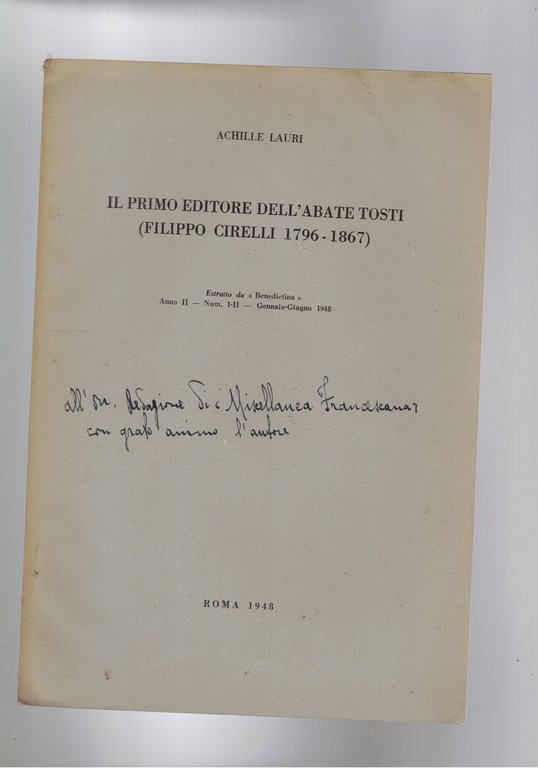 ACHILLE LAURI
IL PRIMO EDITORE DELL'ABATE TOSTI
(FILIPPO CIRELLI 1796-1867)
Estratto da « Benedictina »
Anno II — Num. I-II — Gennaio-Giugno 1948
all'On. Redazione di « Miscellanea Francescana »
con grato animo l'autore
ROMA 1948